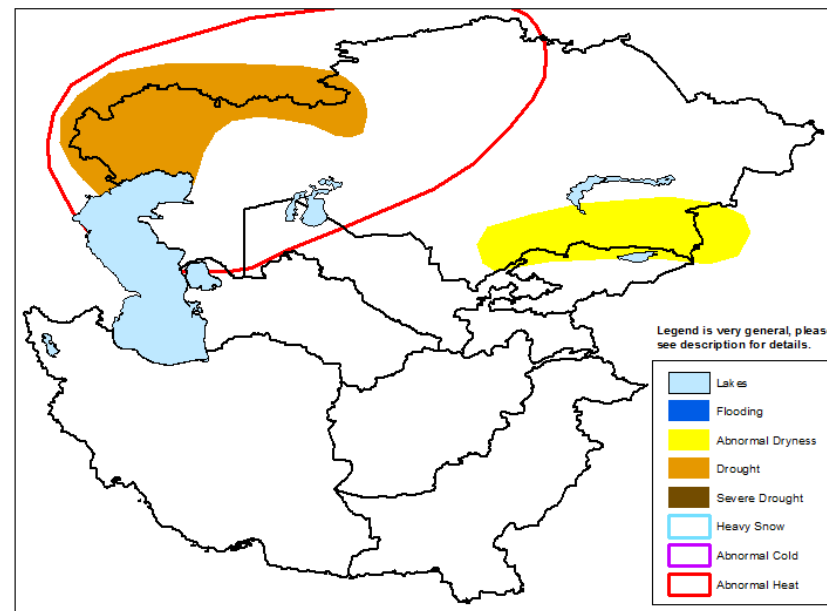 Legend is very general, pleas
see description for details.
Lakes
Flooding
Abnormal Dryness
Drought
Severe Drought
Heavy Snow
Abnormal Cold
Abnormal Heat